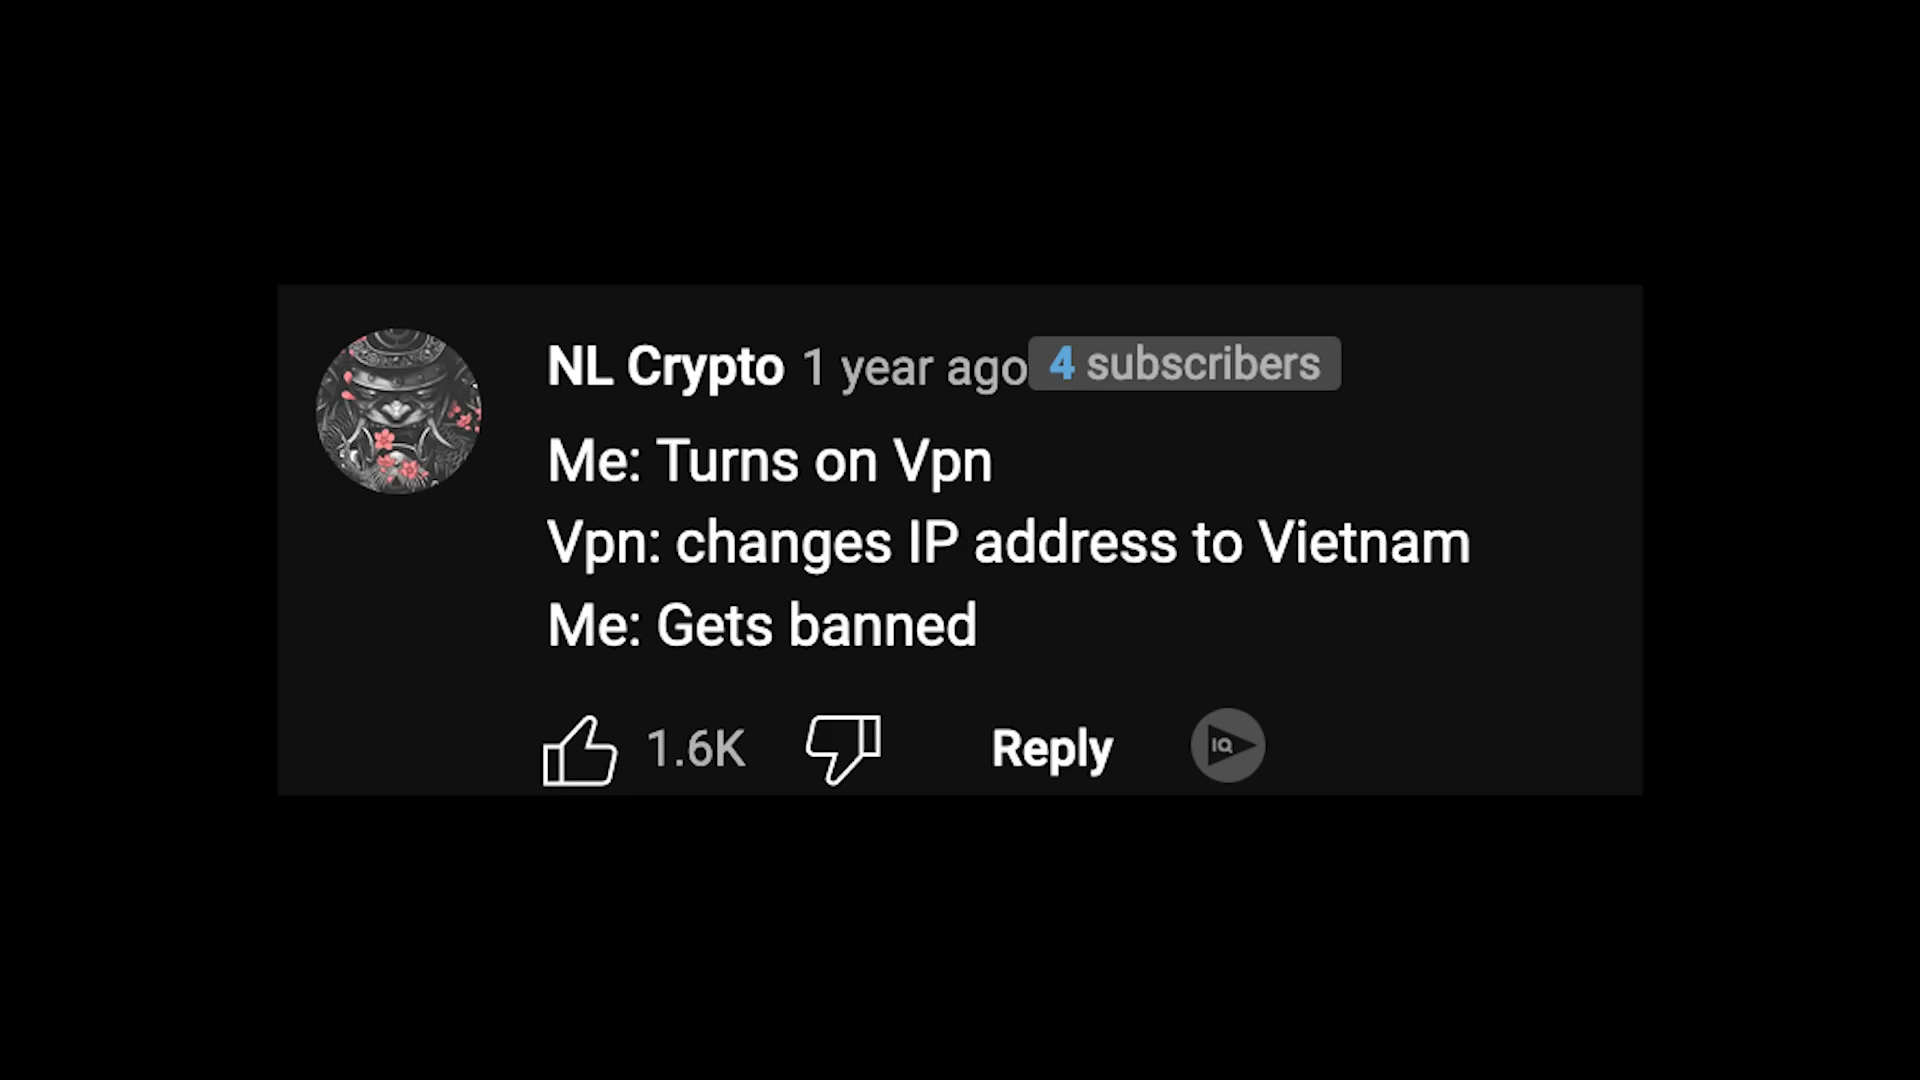 NL Crypto 1 year ago 4 subscribers
Me: Turns on Vpn
Vpn: changes IP address to Vietnam
Me: Gets banned
1.6K Reply IQ